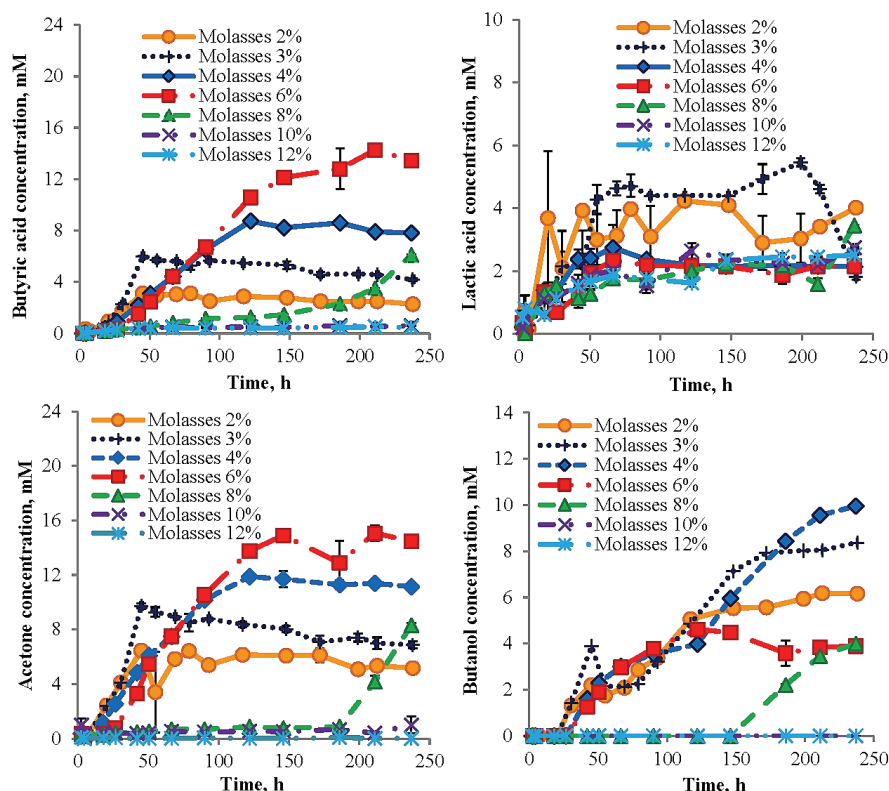 Butyric acid concentration, mM
24
20
16
12
8
4
0
Molasses 2%
Molasses 3%
Molasses 4%
Molasses 6%
Molasses 8%
Molasses 10%
Molasses 12%
0 50 100 150 200 250
Time, h
Lactic acid concentration, mM
10
8
6
4
2
0
Molasses 2%
Molasses 3%
Molasses 4%
Molasses 6%
Molasses 8%
Molasses 10%
Molasses 12%
0 50 100 150 200 250
Time, h
Acetone concentration, mM
24
20
16
12
8
4
0
Molasses 2%
Molasses 3%
Molasses 4%
Molasses 6%
Molasses 8%
Molasses 10%
Molasses 12%
0 50 100 150 200 250
Time, h
Butanol concentration, mM
14
12
10
8
6
4
2
0
Molasses 2%
Molasses 3%
Molasses 4%
Molasses 6%
Molasses 8%
Molasses 10%
Molasses 12%
0 50 100 150 200 250
Time, h